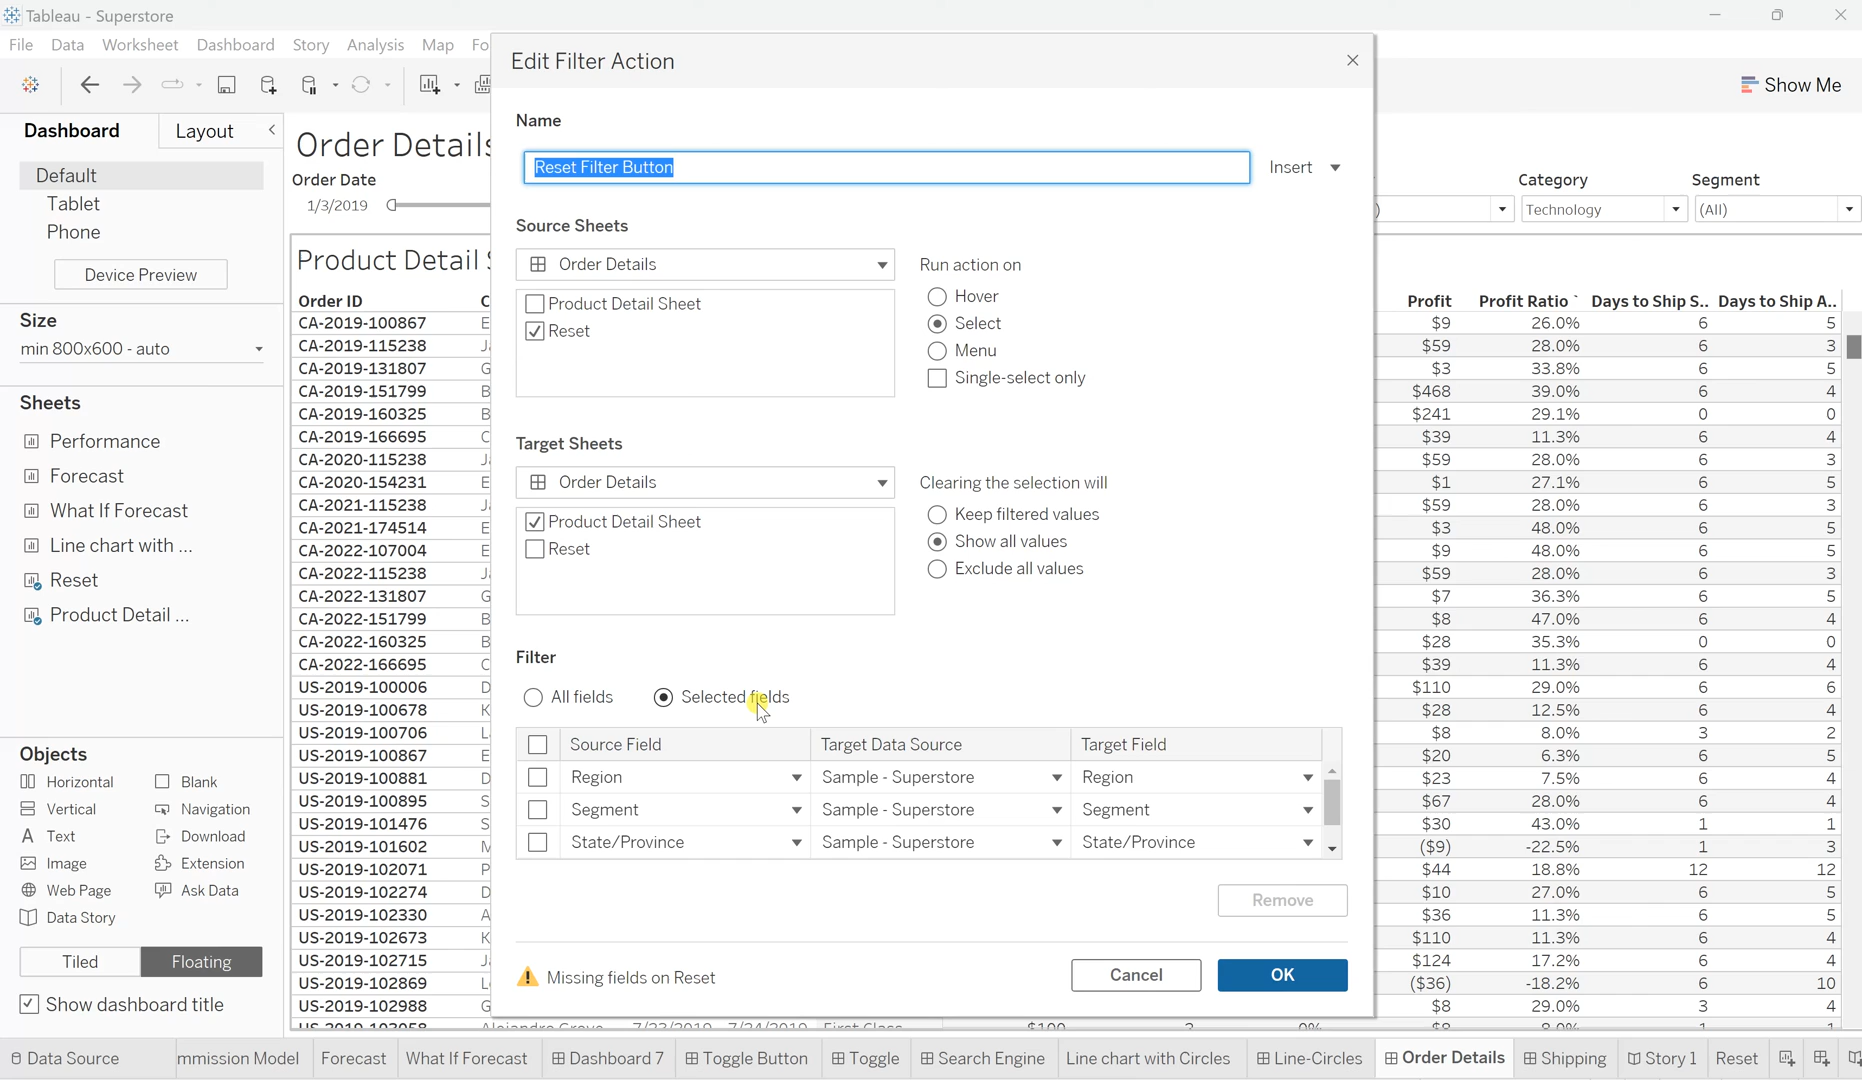 Tableau - Superstore
File Data Worksheet Dashboard Story Analysis Map Fo
Show Me
Dashboard Layout
Default
Tablet
Phone
Device Preview
Size
min 800x600 - auto
Sheets
Performance
Forecast
What If Forecast
Line chart with ...
Reset
Product Detail ...
Objects
Horizontal Blank
Vertical Navigation
A Text Download
Image Extension
Web Page Ask Data
Data Story
Tiled Floating
Show dashboard title
Order Details
Order Date
1/3/2019
Product Detail S
Order ID C
CA-2019-100867 E
CA-2019-115238 J
CA-2019-131807 G
CA-2019-151799 B
CA-2019-160325 B
CA-2019-166695 C
CA-2020-115238 J
CA-2020-154231 E
CA-2021-115238 J
CA-2021-174514 E
CA-2022-107004 E
CA-2022-115238 J
CA-2022-131807 G
CA-2022-151799 B
CA-2022-160325 B
CA-2022-166695 C
US-2019-100006 D
US-2019-100678 K
US-2019-100706 L
US-2019-100867 E
US-2019-100881 D
US-2019-100895 S
US-2019-101476 S
US-2019-101602 M
US-2019-102071 P
US-2019-102274 D
US-2019-102330 A
US-2019-102673 K
US-2019-102715 J
US-2019-102869 L
US-2019-102988 G
US-2019-103058 Alejandro Grove 7/23/2019 7/24/2019 First Class $100 2 0% $8 8.0% 1 1
Edit Filter Action
Name
Reset Filter Button Insert
Source Sheets
Order Details
Product Detail Sheet
Reset
Run action on
Hover
Select
Menu
Single-select only
Target Sheets
Order Details
Product Detail Sheet
Reset
Clearing the selection will
Keep filtered values
Show all values
Exclude all values
Filter
All fields Selected fields
Source Field Target Data Source Target Field
Region Sample - Superstore Region
Segment Sample - Superstore Segment
State/Province Sample - Superstore State/Province
Remove
Missing fields on Reset
Cancel OK
Category Segment
) Technology (All)
Profit Profit Ratio Days to Ship S.. Days to Ship A..
$9 26.0% 6 5
$59 28.0% 6 3
$3 33.8% 6 5
$468 39.0% 6 4
$241 29.1% 0 0
$39 11.3% 6 4
$59 28.0% 6 3
$1 27.1% 6 5
$59 28.0% 6 3
$3 48.0% 6 5
$9 48.0% 6 5
$59 28.0% 6 3
$7 36.3% 6 5
$8 47.0% 6 4
$28 35.3% 0 0
$39 11.3% 6 4
$110 29.0% 6 6
$28 12.5% 6 4
$8 8.0% 3 2
$20 6.3% 6 5
$23 7.5% 6 4
$67 28.0% 6 4
$30 43.0% 1 1
($9) -22.5% 1 3
$44 18.8% 12 12
$10 27.0% 6 5
$36 11.3% 6 5
$110 11.3% 6 4
$124 17.2% 6 4
($36) -18.2% 6 10
$8 29.0% 3 4
Data Source mmission Model Forecast What If Forecast Dashboard 7 Toggle Button Toggle Search Engine Line chart with Circles Line-Circles Order Details Shipping Story 1 Reset